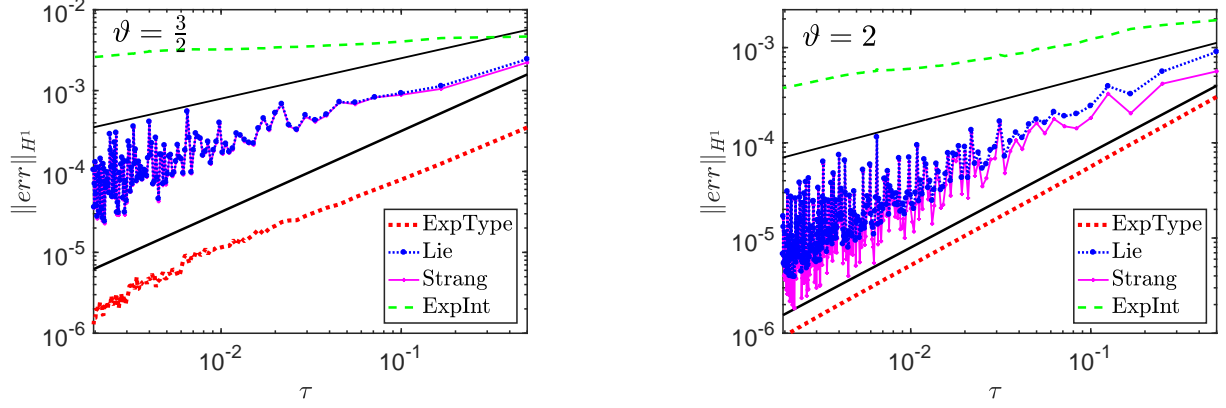 10^{-2}
ϑ = 3/2
10^{-3}
10^{-4}
10^{-5}
10^{-6}
‖err‖_{H^1}
ExpType
Lie
Strang
ExpInt
10^{-2}
10^{-1}
τ
ϑ = 2
10^{-3}
10^{-4}
10^{-5}
10^{-6}
‖err‖_{H^1}
ExpType
Lie
Strang
ExpInt
10^{-2}
10^{-1}
τ